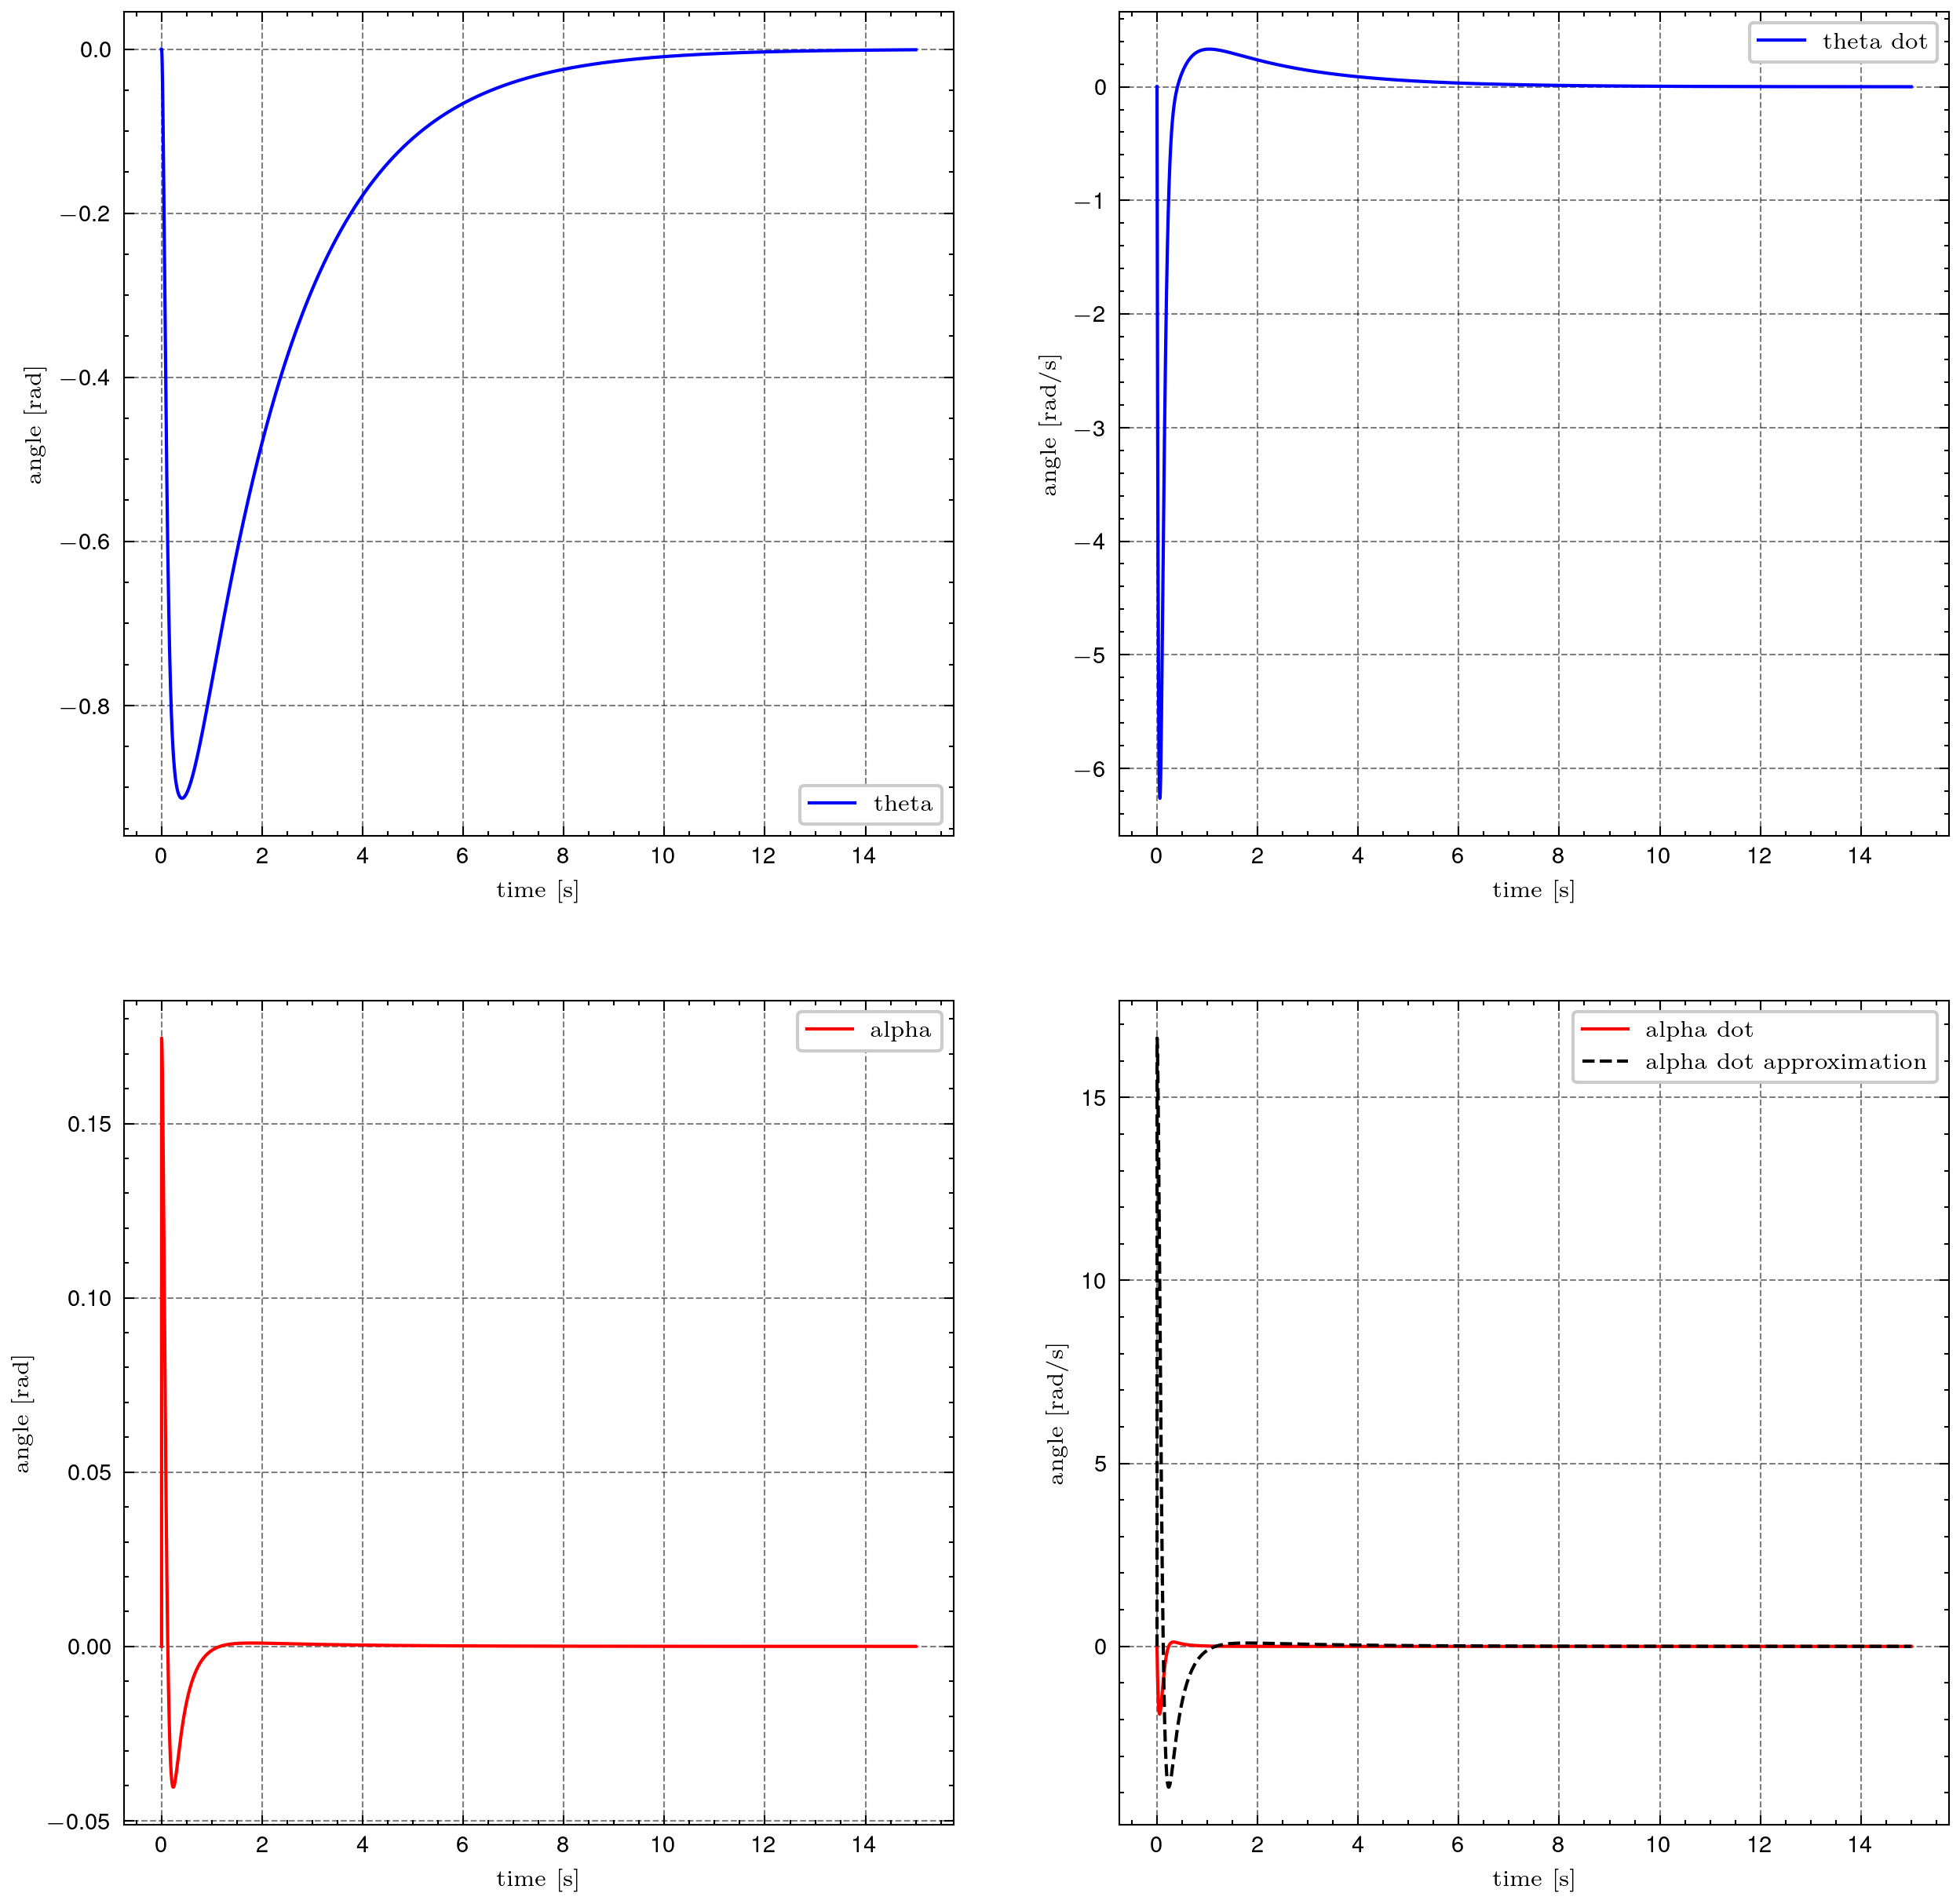 0.0
−0.2
−0.4
−0.6
−0.8
angle [rad]
theta
0 2 4 6 8 10 12 14
time [s]
theta dot
0
−1
−2
−3
−4
−5
−6
angle [rad/s]
0 2 4 6 8 10 12 14
time [s]
alpha
0.15
0.10
0.05
0.00
−0.05
angle [rad]
0 2 4 6 8 10 12 14
time [s]
alpha dot
alpha dot approximation
15
10
5
0
angle [rad/s]
0 2 4 6 8 10 12 14
time [s]